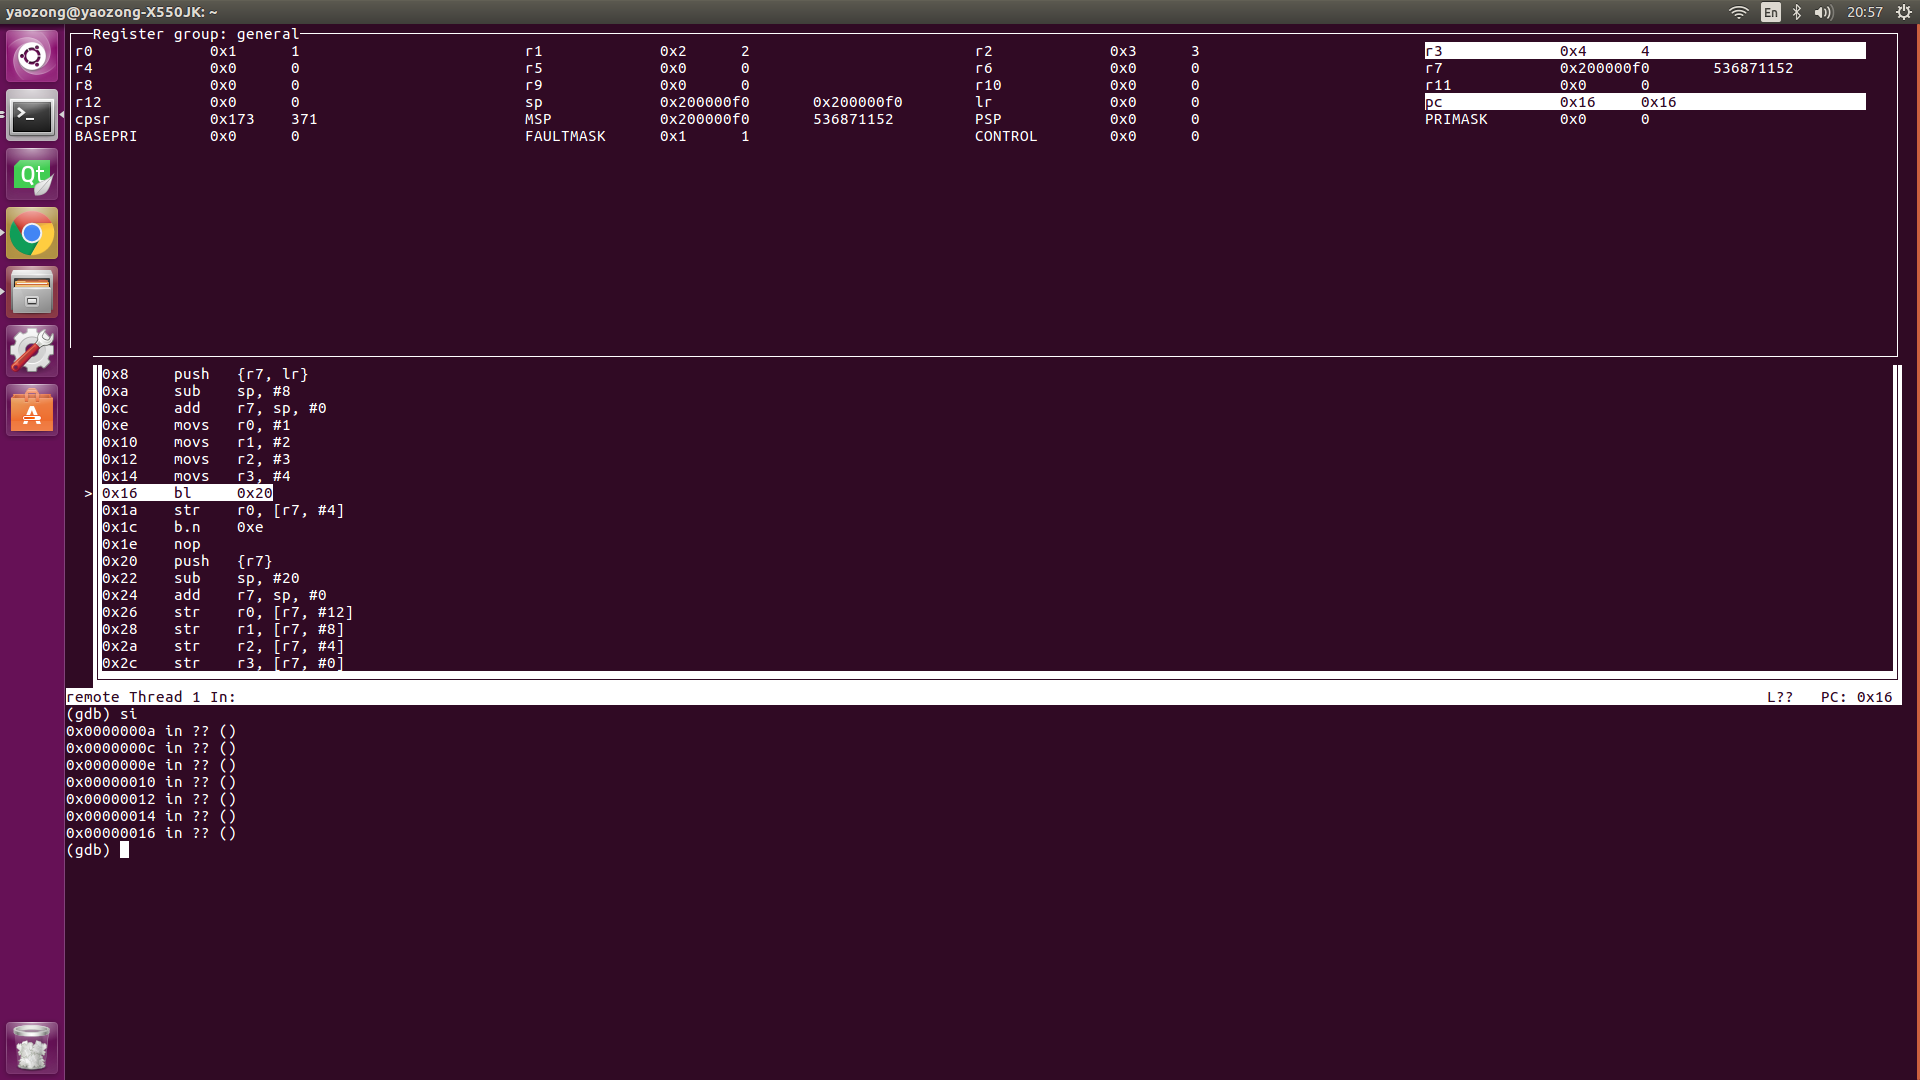 yaozong@yaozong-X550JK: ~ En 20:57
Register group: general
r0 0x1 1 r1 0x2 2 r2 0x3 3 r3 0x4 4
r4 0x0 0 r5 0x0 0 r6 0x0 0 r7 0x200000f0 536871152
r8 0x0 0 r9 0x0 0 r10 0x0 0 r11 0x0 0
r12 0x0 0 sp 0x200000f0 0x200000f0 lr 0x0 0 pc 0x16 0x16
cpsr 0x173 371 MSP 0x200000f0 536871152 PSP 0x0 0 PRIMASK 0x0 0
BASEPRI 0x0 0 FAULTMASK 0x1 1 CONTROL 0x0 0
0x8 push {r7, lr}
0xa sub sp, #8
0xc add r7, sp, #0
0xe movs r0, #1
0x10 movs r1, #2
0x12 movs r2, #3
0x14 movs r3, #4
> 0x16 bl 0x20
0x1a str r0, [r7, #4]
0x1c b.n 0xe
0x1e nop
0x20 push {r7}
0x22 sub sp, #20
0x24 add r7, sp, #0
0x26 str r0, [r7, #12]
0x28 str r1, [r7, #8]
0x2a str r2, [r7, #4]
0x2c str r3, [r7, #0]
remote Thread 1 In: L?? PC: 0x16
(gdb) si
0x0000000a in ?? ()
0x0000000c in ?? ()
0x0000000e in ?? ()
0x00000010 in ?? ()
0x00000012 in ?? ()
0x00000014 in ?? ()
0x00000016 in ?? ()
(gdb)
Qt